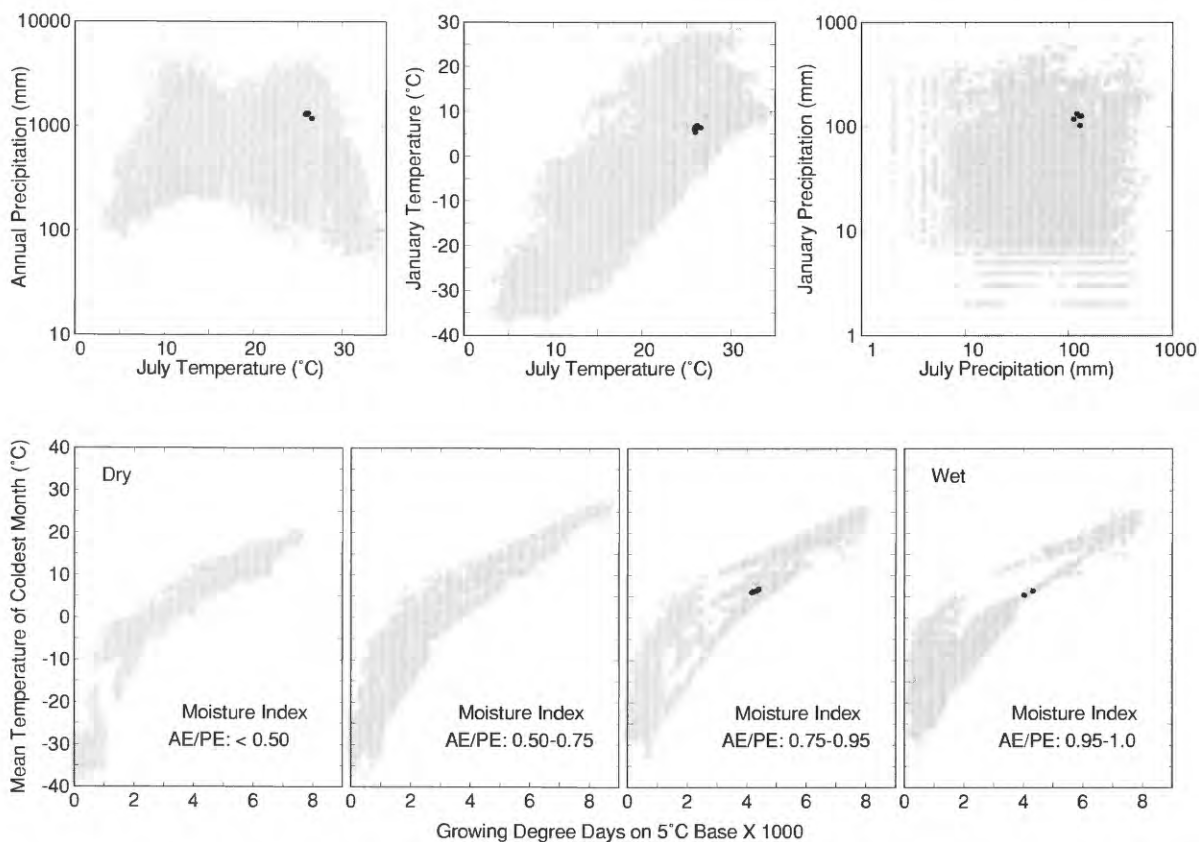 10000
1000
100
10
Annual Precipitation (mm)
0 10 20 30
July Temperature (˚C)
30
20
10
0
-10
-20
-30
-40
January Temperature (˚C)
0 10 20 30
July Temperature (˚C)
1000
100
10
1
January Precipitation (mm)
1 10 100 1000
July Precipitation (mm)
40
30
20
10
0
-10
-20
-30
-40
Mean Temperature of Coldest Month (˚C)
Dry
Moisture Index
AE/PE: < 0.50
0 2 4 6 8
Moisture Index
AE/PE: 0.50-0.75
0 2 4 6 8
Moisture Index
AE/PE: 0.75-0.95
0 2 4 6 8
Wet
Moisture Index
AE/PE: 0.95-1.0
0 2 4 6 8
Growing Degree Days on 5˚C Base X 1000